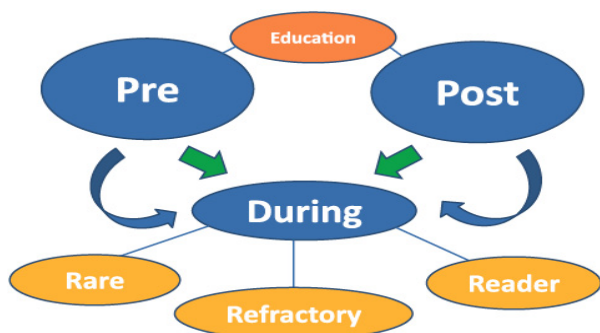 Education
Pre
Post
During
Rare
Refractory
Reader